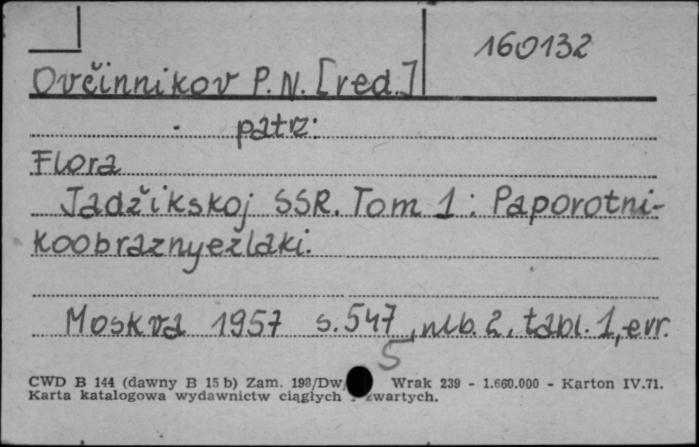 160132
Ovčinnikov P.N. [red.]
patrz:
Flora
Jadžikskoj SSR. Tom 1: Paporotni-
koobraznyezlaki.
Moskva 1957 s. 547, nlb. 2, tabl. 1, err.
5
CWD B 144 (dawny B 15 b) Zam. 198/Dw/ Wrak 239 - 1.660.000 - Karton IV.71.
Karta katalogowa wydawnictw ciągłych zwartych.